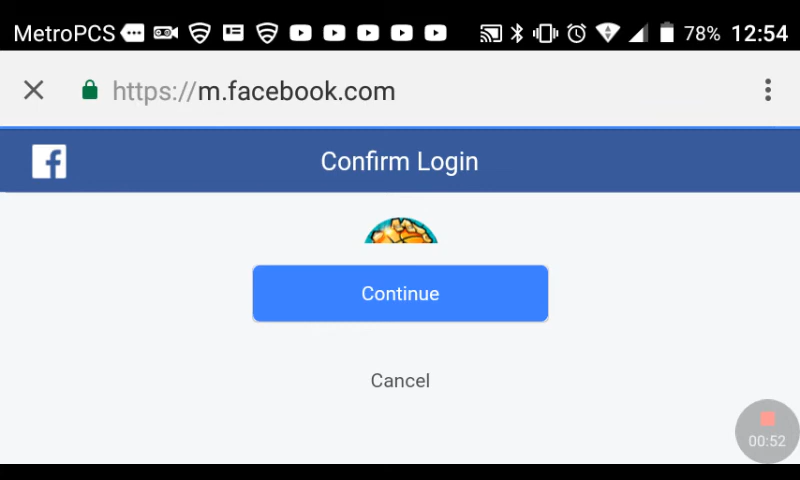 MetroPCS 78% 12:54
https://m.facebook.com
Confirm Login
Continue
Cancel
00:52